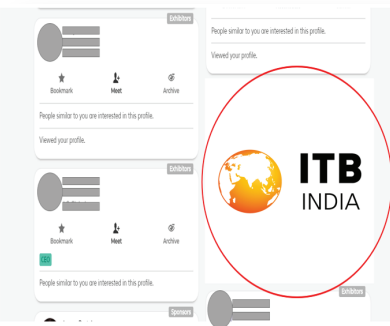 Exhibitors
Bookmark
Meet
Archive
People similar to you are interested in this profile.
Viewed your profile.
Exhibitors
Bookmark
Meet
Archive
CEO
People similar to you are interested in this profile.
Sponsors
People similar to you are interested in this profile.
Viewed your profile.
ITB
INDIA
Exhibitors